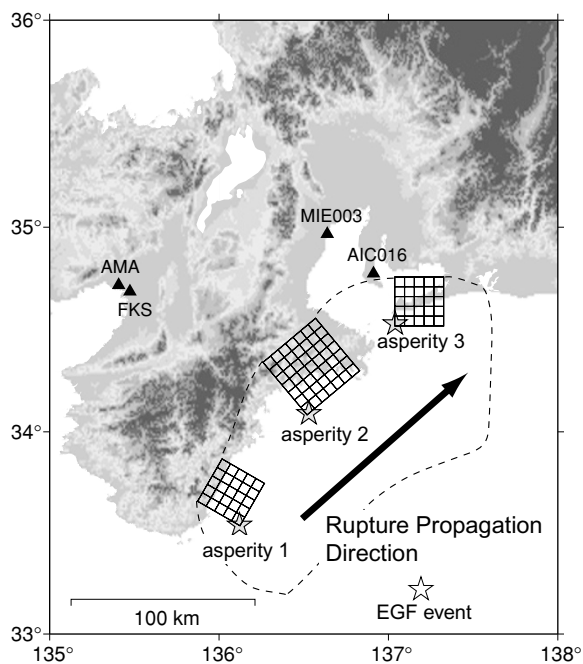 36°
35°
34°
33°
135°
136°
137°
138°
MIE003
AIC016
AMA
FKS
asperity 3
asperity 2
asperity 1
Rupture Propagation
Direction
100 km
EGF event